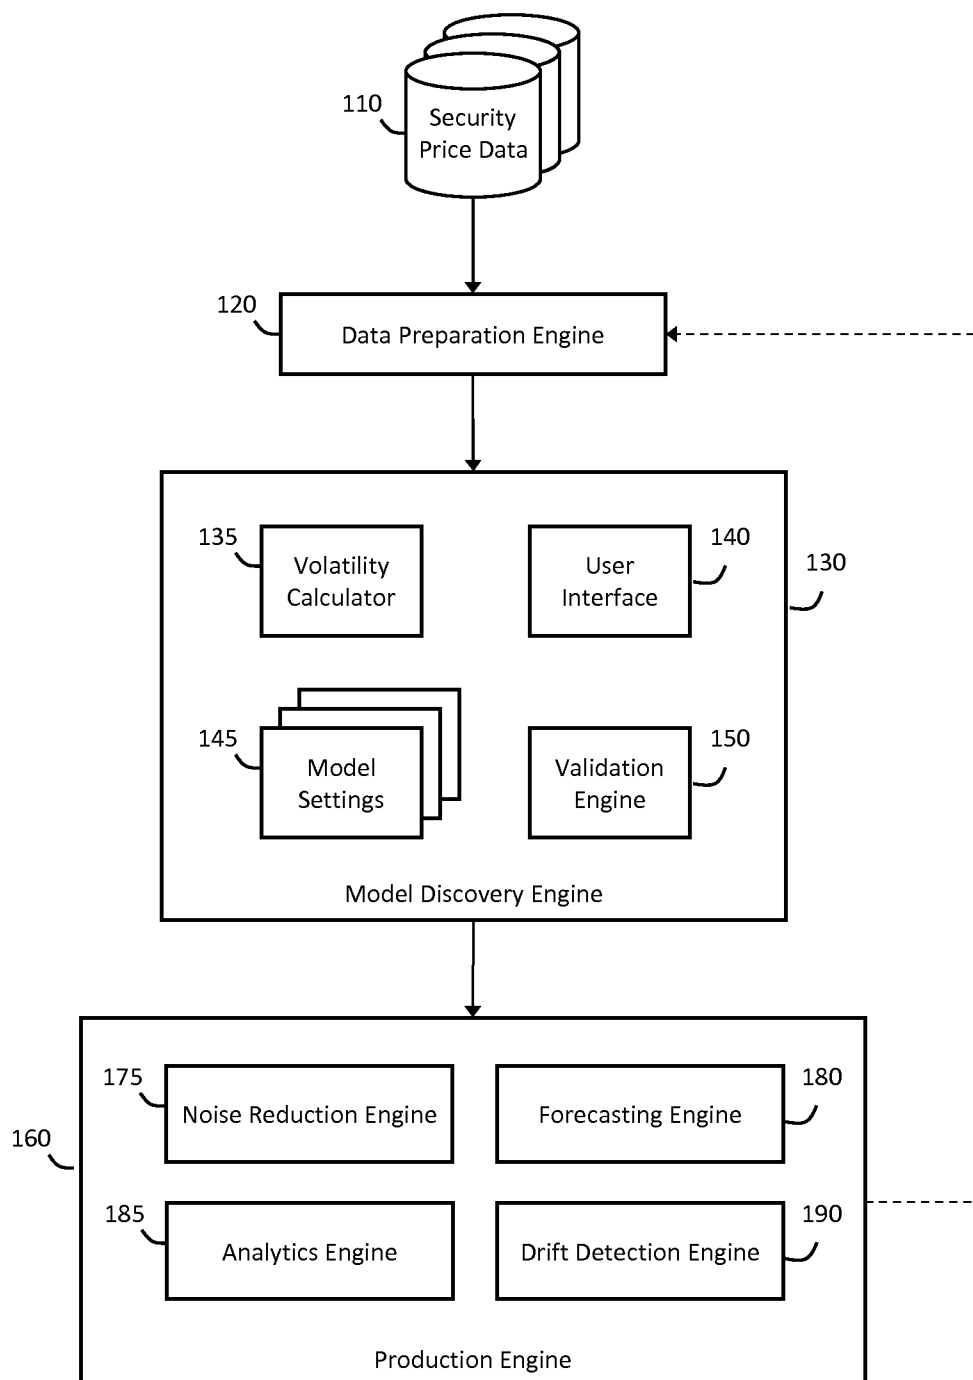 110
Security
Price Data
120
Data Preparation Engine
135
Volatility
Calculator
140
User
Interface
130
145
Model
Settings
150
Validation
Engine
Model Discovery Engine
175
Noise Reduction Engine
180
Forecasting Engine
160
185
Analytics Engine
190
Drift Detection Engine
Production Engine